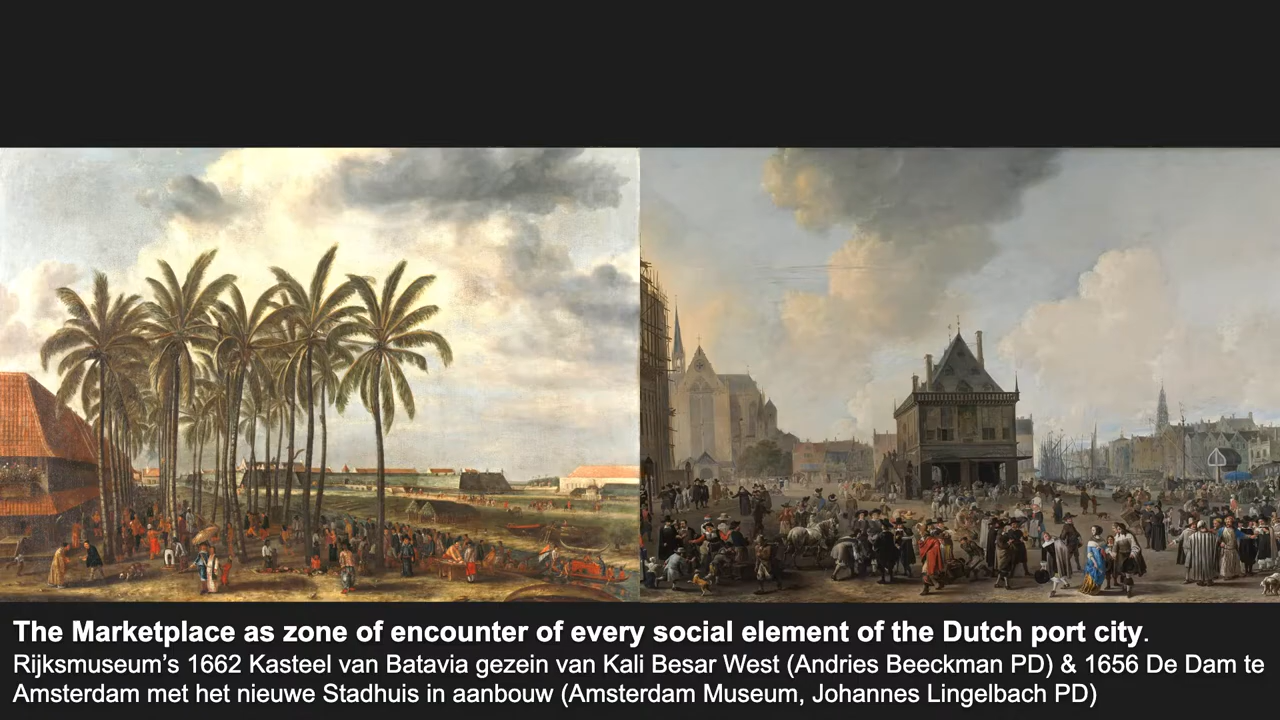 The Marketplace as zone of encounter of every social element of the Dutch port city.
Rijksmuseum’s 1662 Kasteel van Batavia gezein van Kali Besar West (Andries Beeckman PD) & 1656 De Dam te
Amsterdam met het nieuwe Stadhuis in aanbouw (Amsterdam Museum, Johannes Lingelbach PD)